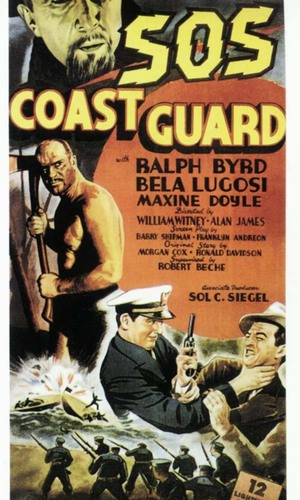 SOS
COAST GUARD
with RALPH BYRD
BELA LUGOSI
MAXINE DOYLE
Directed by
WILLIAM WITNEY - ALAN JAMES
Screen Play by
BARRY SHIPMAN - FRANKLYN ADREON
Original Story by
MORGAN COX - RONALD DAVIDSON
Supervised by
ROBERT BECHE
Associate Producer
SOL C. SIEGEL
12